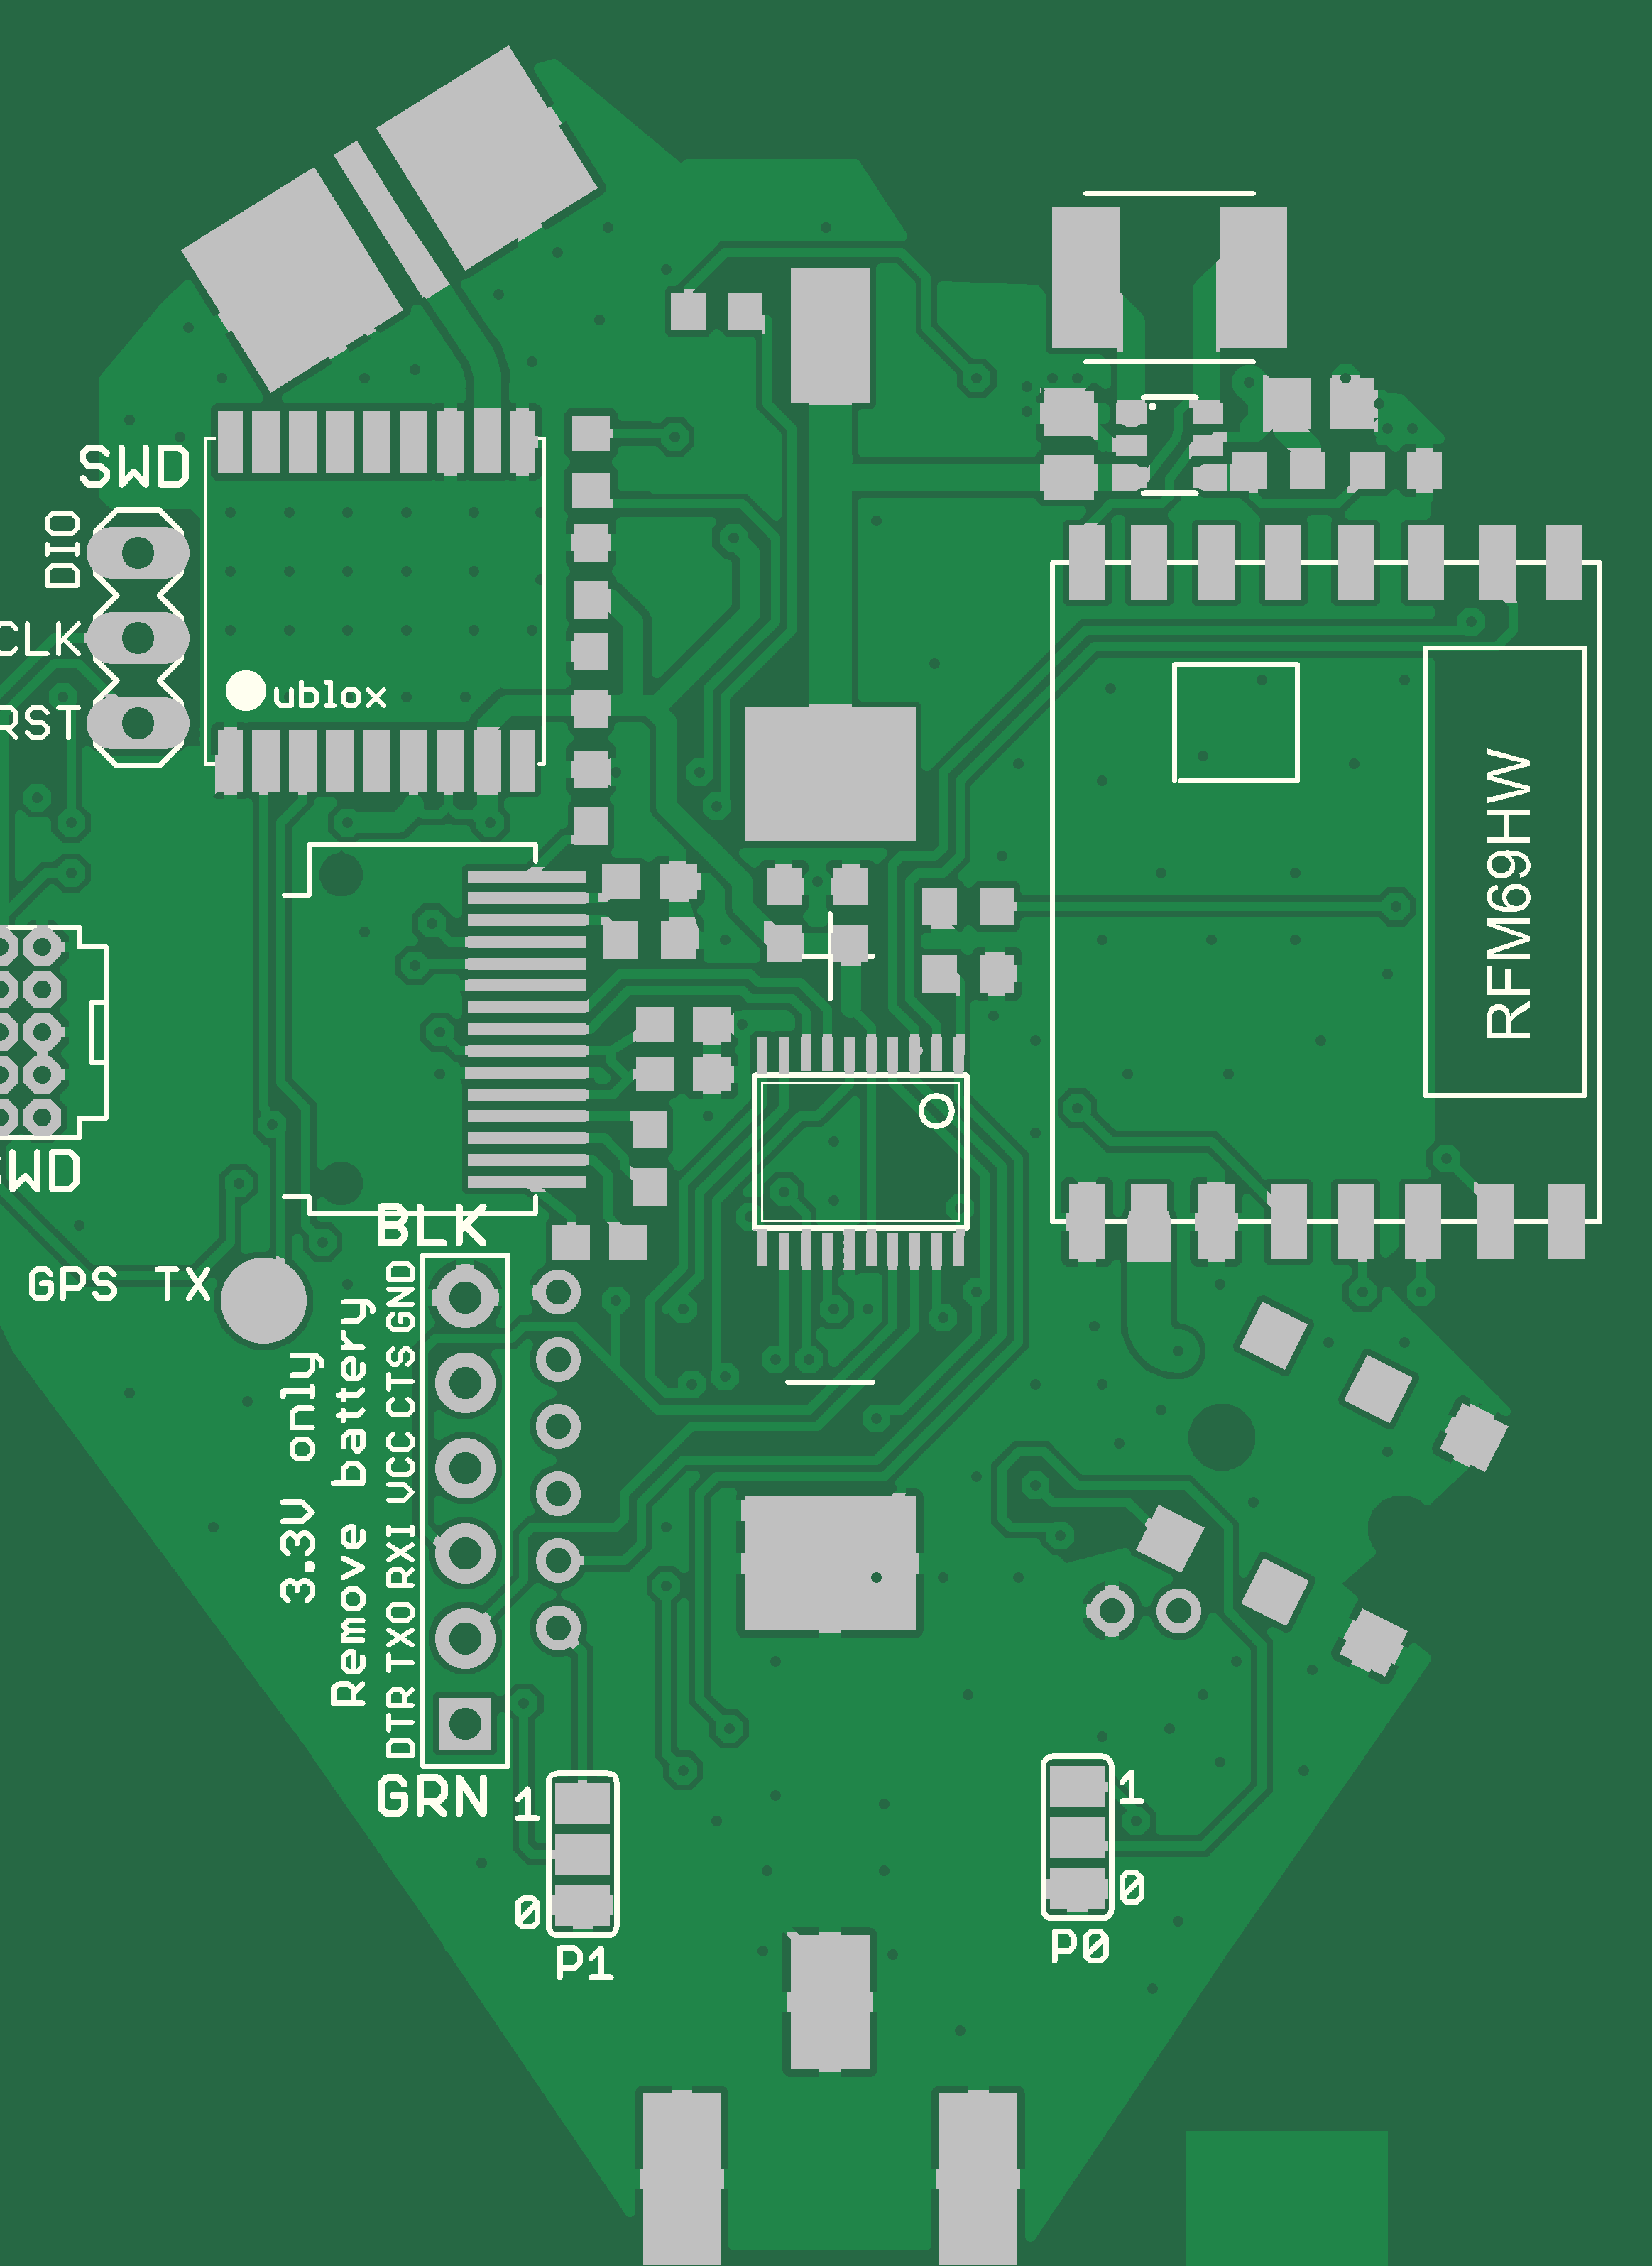 SWD
DIO
CLK
RST
ublox
RFM69HW
WD
BLK
GPS TX
3.3V only
Remove battery
DTR TXO RXI VCC CTS GND
GRN
1
0
P1
1
0
P0